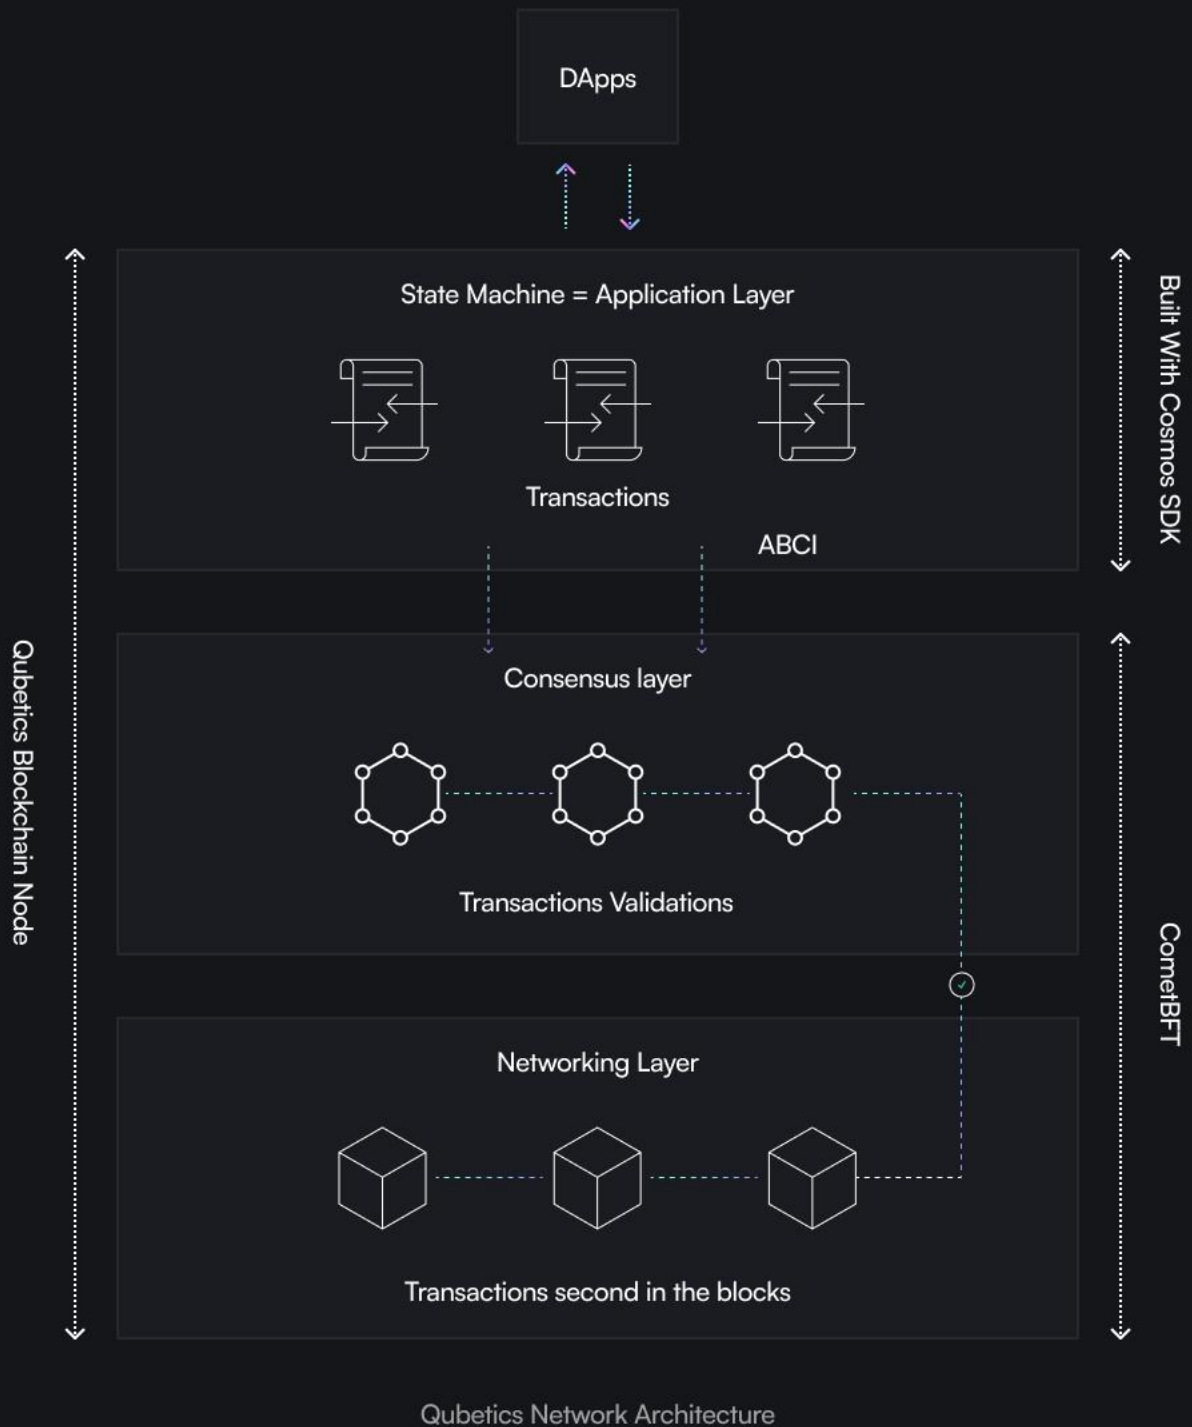 DApps
State Machine = Application Layer
Transactions
ABCI
Built With Cosmos SDK
Qubetics Blockchain Node
Consensus layer
Transactions Validations
CometBFT
Networking Layer
Transactions second in the blocks
Qubetics Network Architecture